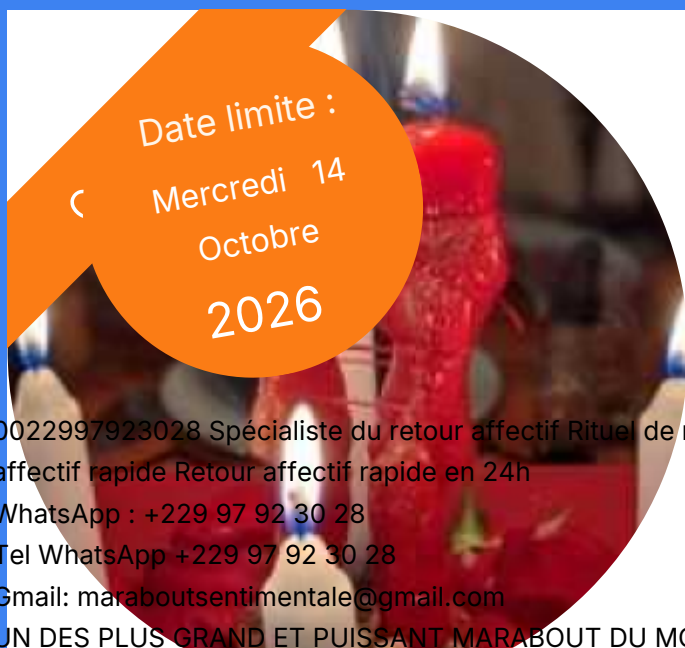 Date limite :
Mercredi 14
Octobre
2026
0022997923028 Spécialiste du retour affectif Rituel de
affectif rapide Retour affectif rapide en 24h
WhatsApp : +229 97 92 30 28
Tel WhatsApp +229 97 92 30 28
Gmail: maraboutsentimentale@gmail.com
UN DES PLUS GRAND ET PUISSANT MARABOUT DU